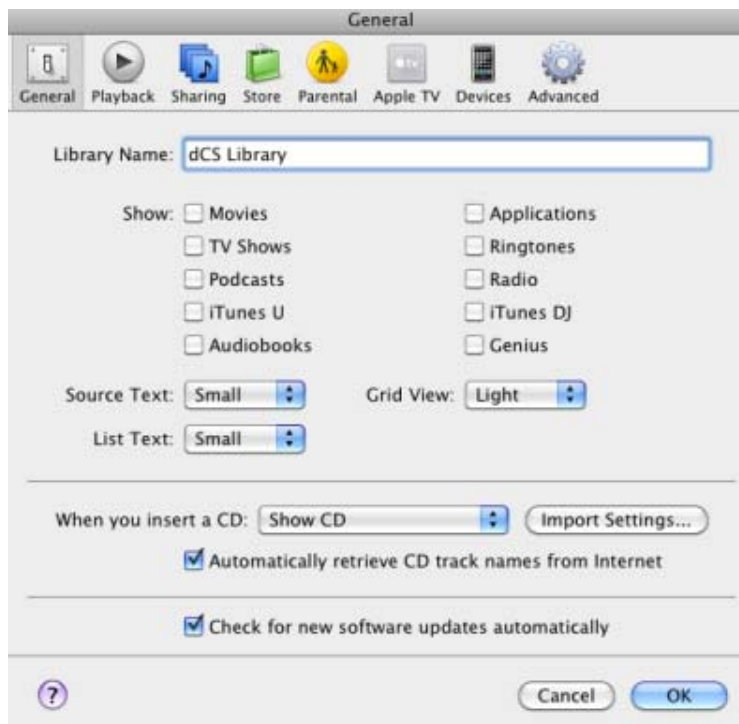 General
General Playback Sharing Store Parental Apple TV Devices Advanced
Library Name: dCS Library
Show: Movies Applications
TV Shows Ringtones
Podcasts Radio
iTunes U iTunes DJ
Audiobooks Genius
Source Text: Small Grid View: Light
List Text: Small
When you insert a CD: Show CD Import Settings...
Automatically retrieve CD track names from Internet
Check for new software updates automatically
? Cancel OK